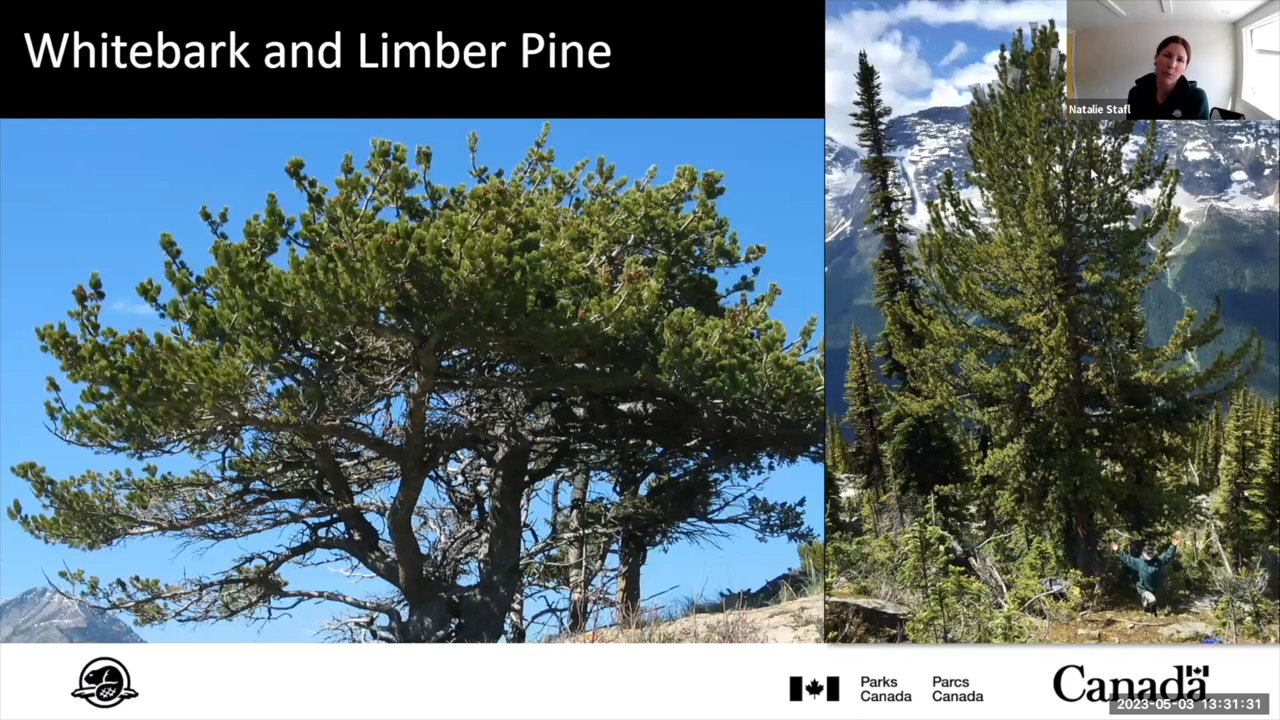 Whitebark and Limber Pine
Natalie Stafl
Parks Canada
Parcs Canada
Canada
2023-05-03 13:31:31